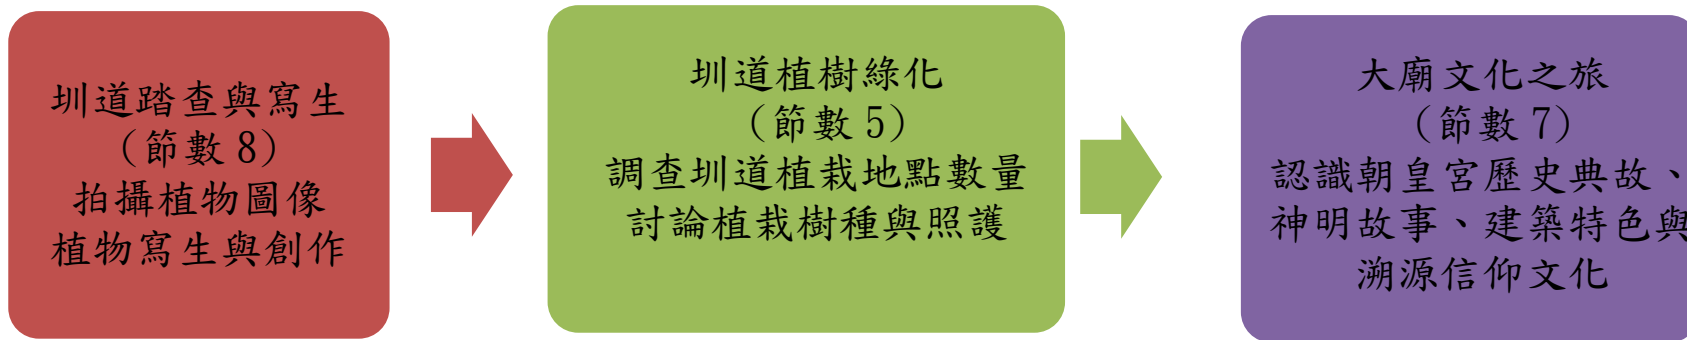 圳道踏查與寫生
(節數 8)
拍攝植物圖像
植物寫生與創作
圳道植樹綠化
(節數 5)
調查圳道植栽地點數量
討論植栽樹種與照護
大廟文化之旅
(節數 7)
認識朝皇宮歷史典故、
神明故事、建築特色與
溯源信仰文化